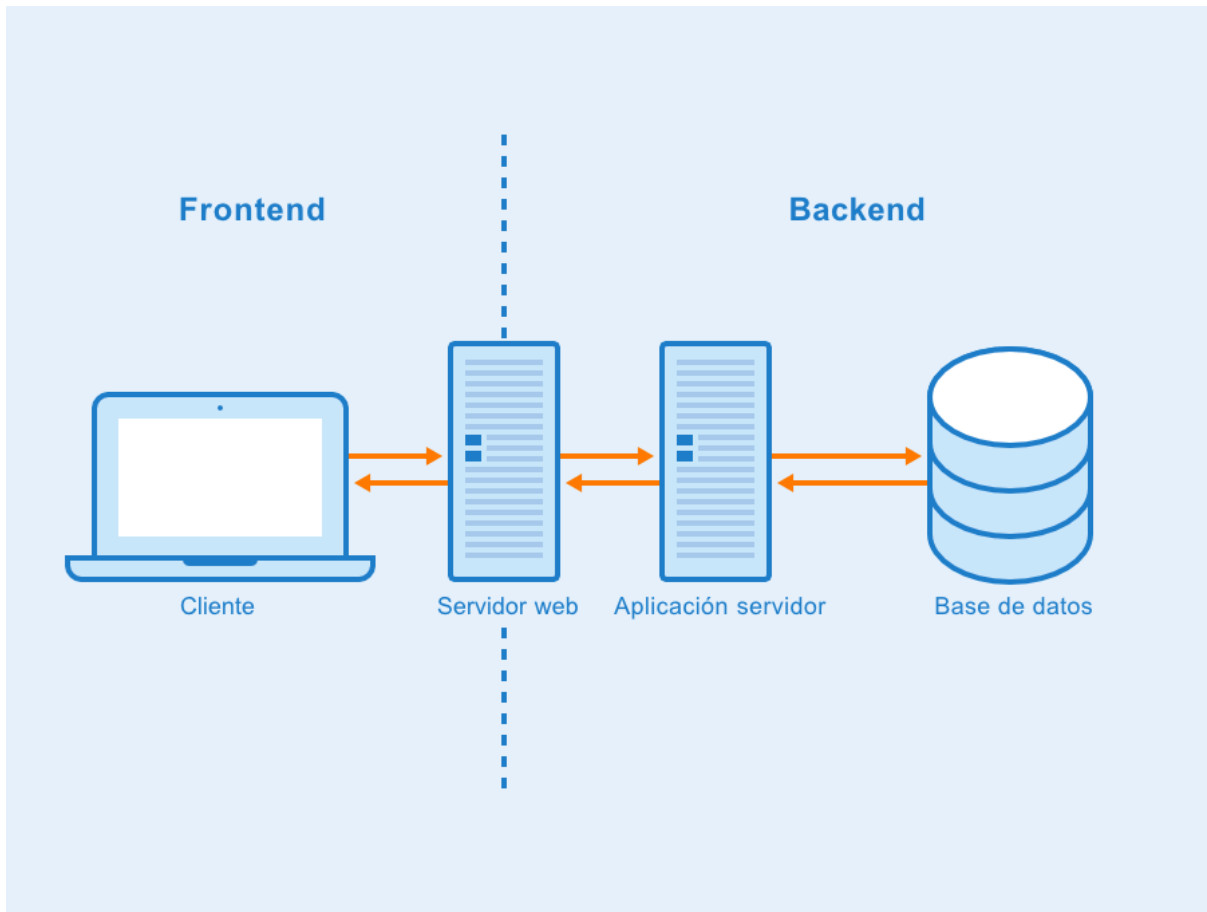 Frontend
Backend
Cliente
Servidor web
Aplicación servidor
Base de datos